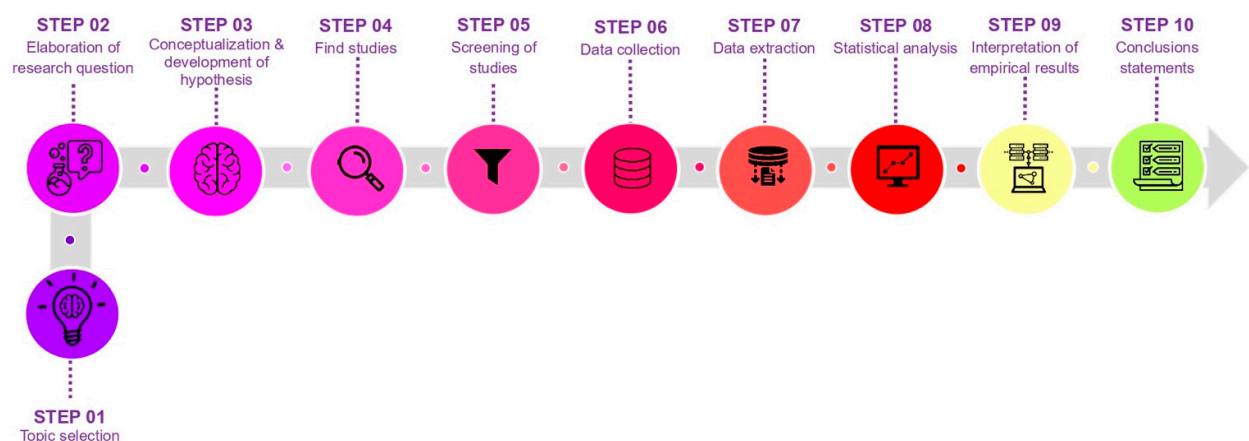 STEP 02
Elaboration of
research question
STEP 03
Conceptualization &
development of
hypothesis
STEP 04
Find studies
STEP 05
Screening of
studies
STEP 06
Data collection
STEP 07
Data extraction
STEP 08
Statistical analysis
STEP 09
Interpretation of
empirical results
STEP 10
Conclusions
statements
?
STEP 01
Topic selection